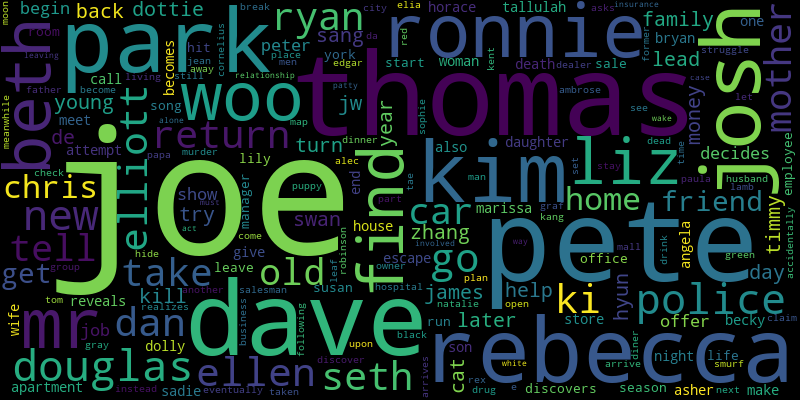 moon
begin
back
dottie
ryan
ronnie
elia
horace
tallulah
family
one
break
city
asks
insurance
park
beth
room
hit
peter
sang
da
red
start
woman
death
sale
bryan
former
struggle
josh
mother
leaving
becomes
jean
cornelius
york
place
men
edgar
kent
dealer
ambrose
lead
call
living
away
still
relationship
thomas
meanwhile
father
become
young
song
woo
patty
jw
money
case
let
meet
alone
map
sophie
see
wake
de
elliott
return
year
dinner
also
daughter
dead
time
attempt
papa
murder
turn
find
kim
liz
set
stay
decides
husband
employee
check
joe
lily
alec
end
tae
man
paula
lamb
chris
show
puppy
must
manager
part
car
marissa
graf
home
friend
timmy
new
try
act
swan
house
zhang
kang
pete
way
mall
angela
accidentally
tell
hide
come
robinson
escape
involved
go
office
drink
green
day
get
group
take
give
leaf
owner
plan
ki
hyun
police
tom
reveals
kill
leave
old
susan
hospital
james
help
open
natalie
wife
mr
job
realizes
another
salesman
dave
run
later
store
offer
becky
claim
gray
dan
business
following
upon
black
rebecca
dolly
discover
son
diner
night
life
smurf
douglas
ellen
seth
cat
arrives
white
arrive
apartment
instead
sadie
eventually
taken
rex
drug
e
discovers
season
asher
next
make